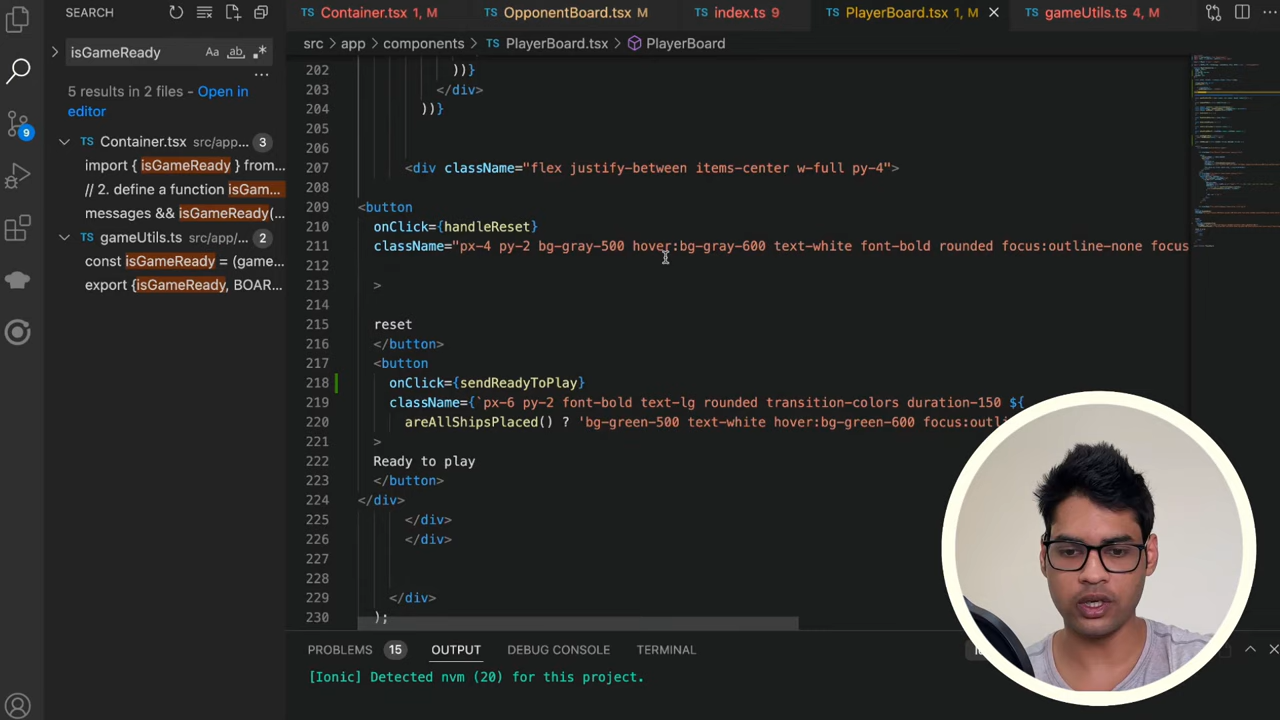 SEARCH
isGameReady
Aa
ab
5 results in 2 files - Open in
editor
TS Container.tsx src/app... 3
import { isGameReady } from...
// 2. define a function isGam...
messages && isGameReady(...
TS gameUtils.ts src/app... 2
const isGameReady = (game...
export {isGameReady, BOAR...
9
TS Container.tsx 1, M
TS OpponentBoard.tsx M
TS index.ts 9
TS PlayerBoard.tsx 1, M
TS gameUtils.ts 4, M
src > app > components > TS PlayerBoard.tsx > PlayerBoard
202 ))}
203 </div>
204 ))}
205
206
207 <div className="flex justify-between items-center w-full py-4">
208
209 <button
210 onClick={handleReset}
211 className="px-4 py-2 bg-gray-500 hover:bg-gray-600 text-white font-bold rounded focus:outline-none focus
212
213 >
214
215 reset
216 </button>
217 <button
218 onClick={sendReadyToPlay}
219 className={`px-6 py-2 font-bold text-lg rounded transition-colors duration-150 ${
220 areAllShipsPlaced() ? 'bg-green-500 text-white hover:bg-green-600
221 >
222 Ready to play
223 </button>
224 </div>
225 </div>
226 </div>
227
228
229 </div>
230 );
PROBLEMS 15 OUTPUT DEBUG CONSOLE TERMINAL
[Ionic] Detected nvm (20) for this project.